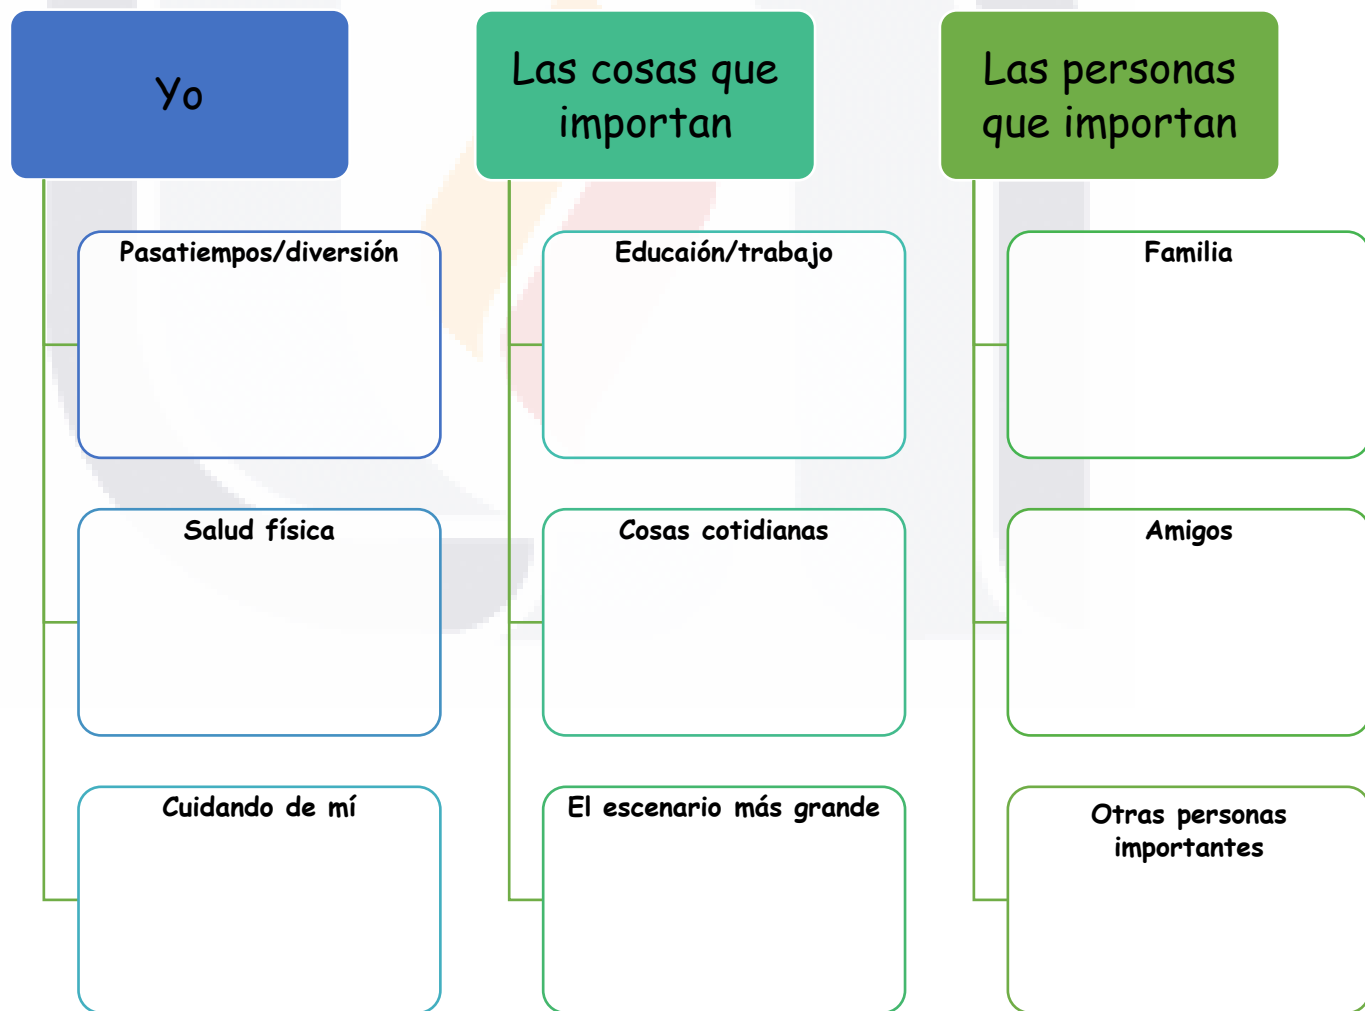 Yo
Las cosas que
importan
Las personas
que importan
Pasatiempos/diversión
Educaión/trabajo
Familia
Salud física
Cosas cotidianas
Amigos
Cuidando de mí
El escenario más grande
Otras personas
importantes